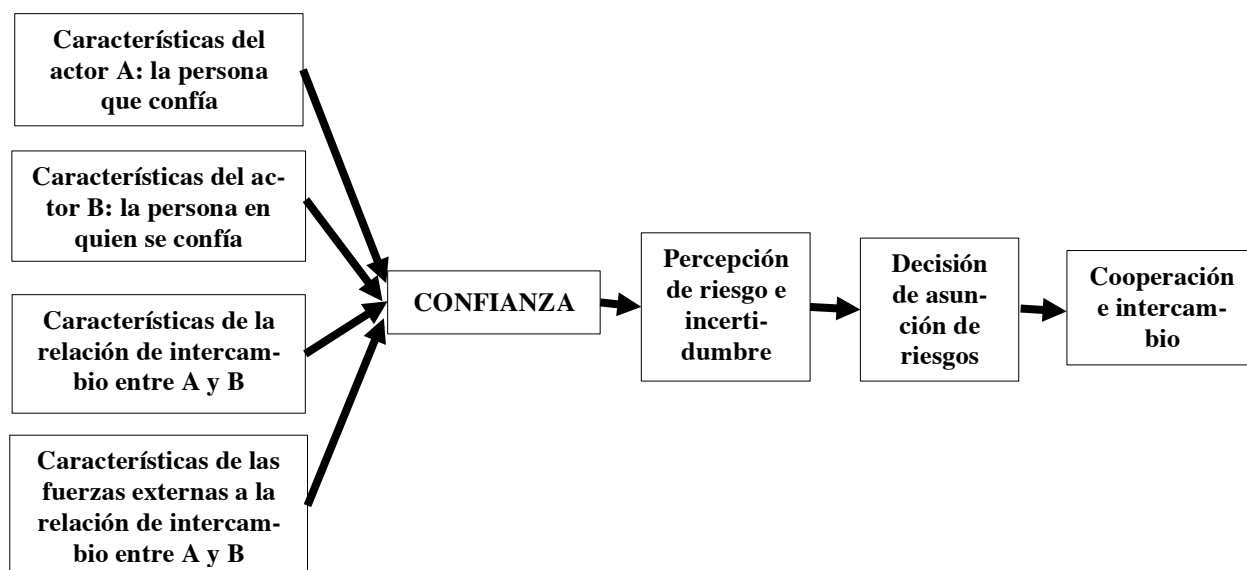 Características del
actor A: la persona
que confía
Características del ac-
tor B: la persona en
quien se confía
Características de la
relación de intercam-
bio entre A y B
Características de las
fuerzas externas a la
relación de intercam-
bio entre A y B
CONFIANZA
Percepción
de riesgo e
incerti-
dumbre
Decisión
de asun-
ción de
riesgos
Cooperación
e intercam-
bio